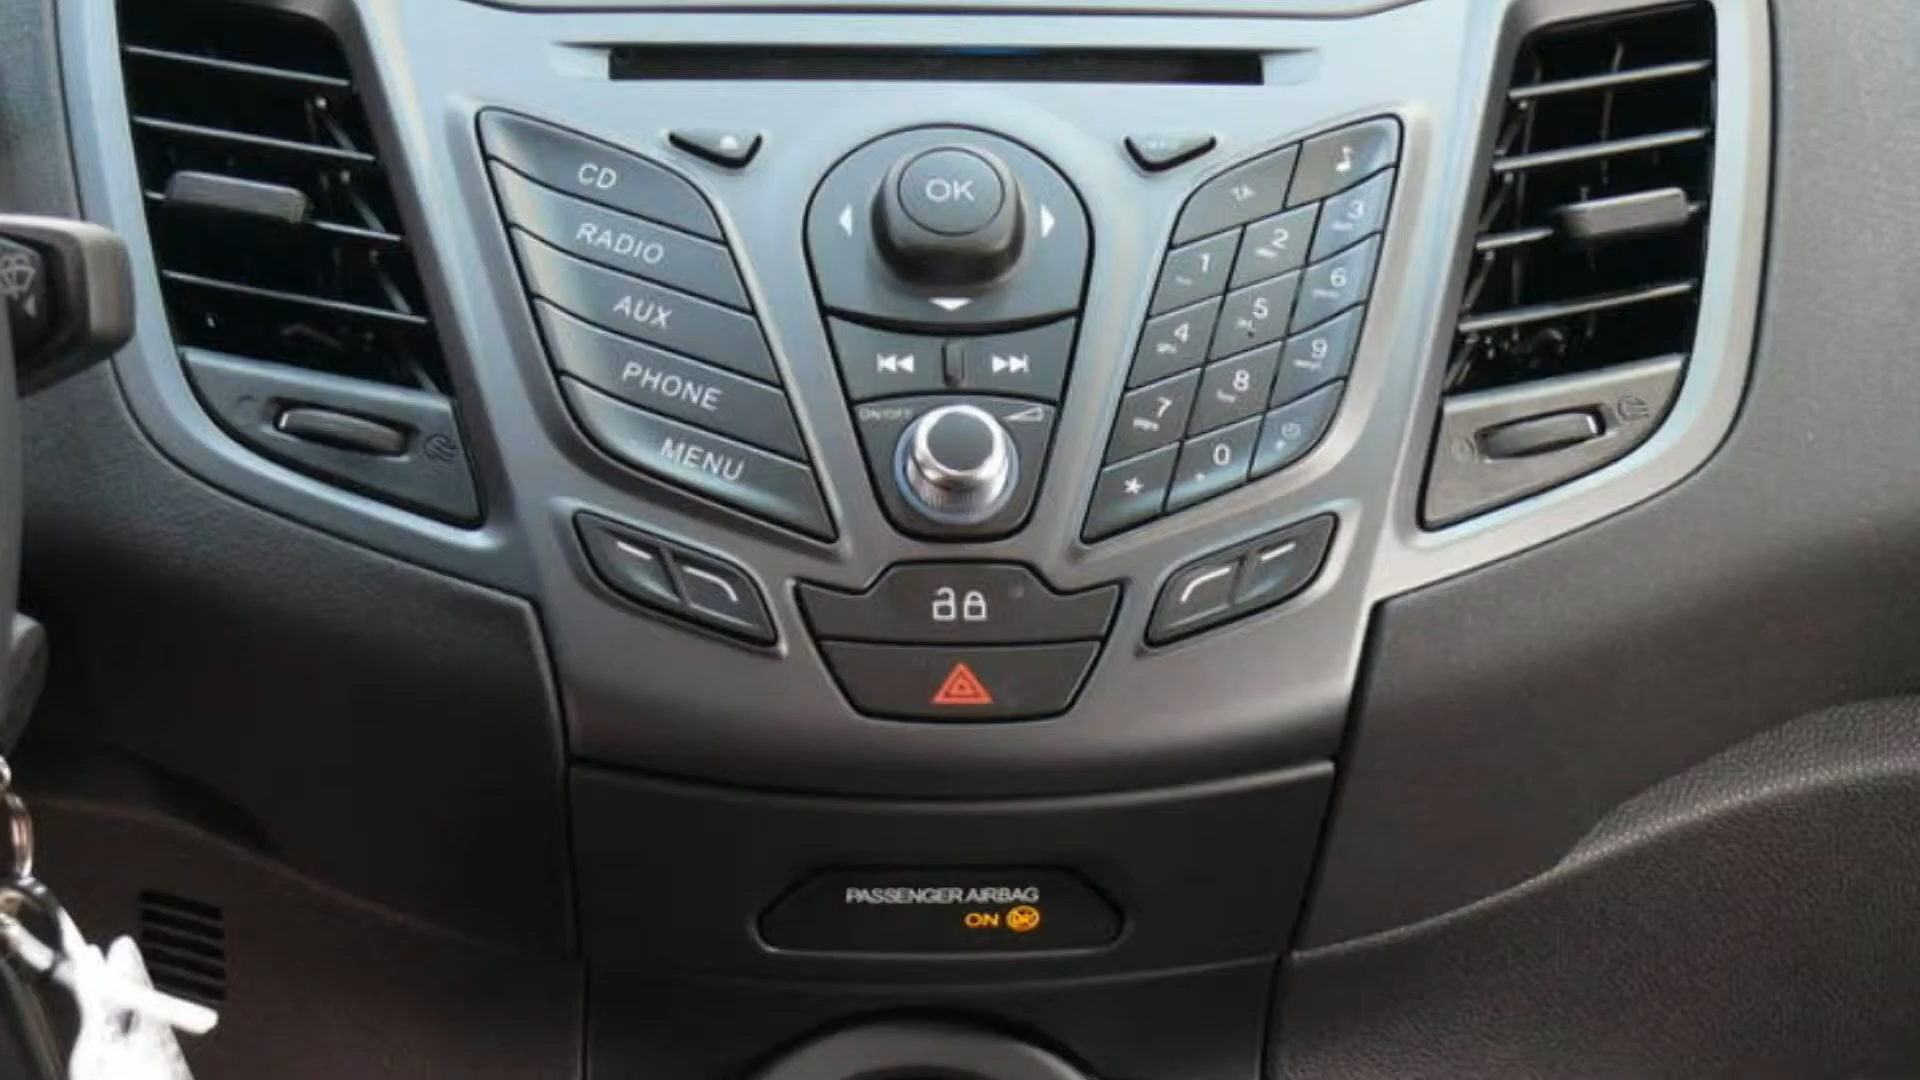 CD
RADIO
AUX
PHONE
MENU
OK
ON/OFF
TA
1
2
3
4
5
6
7
8
9
*
0
PASSENGER AIRBAG
ON